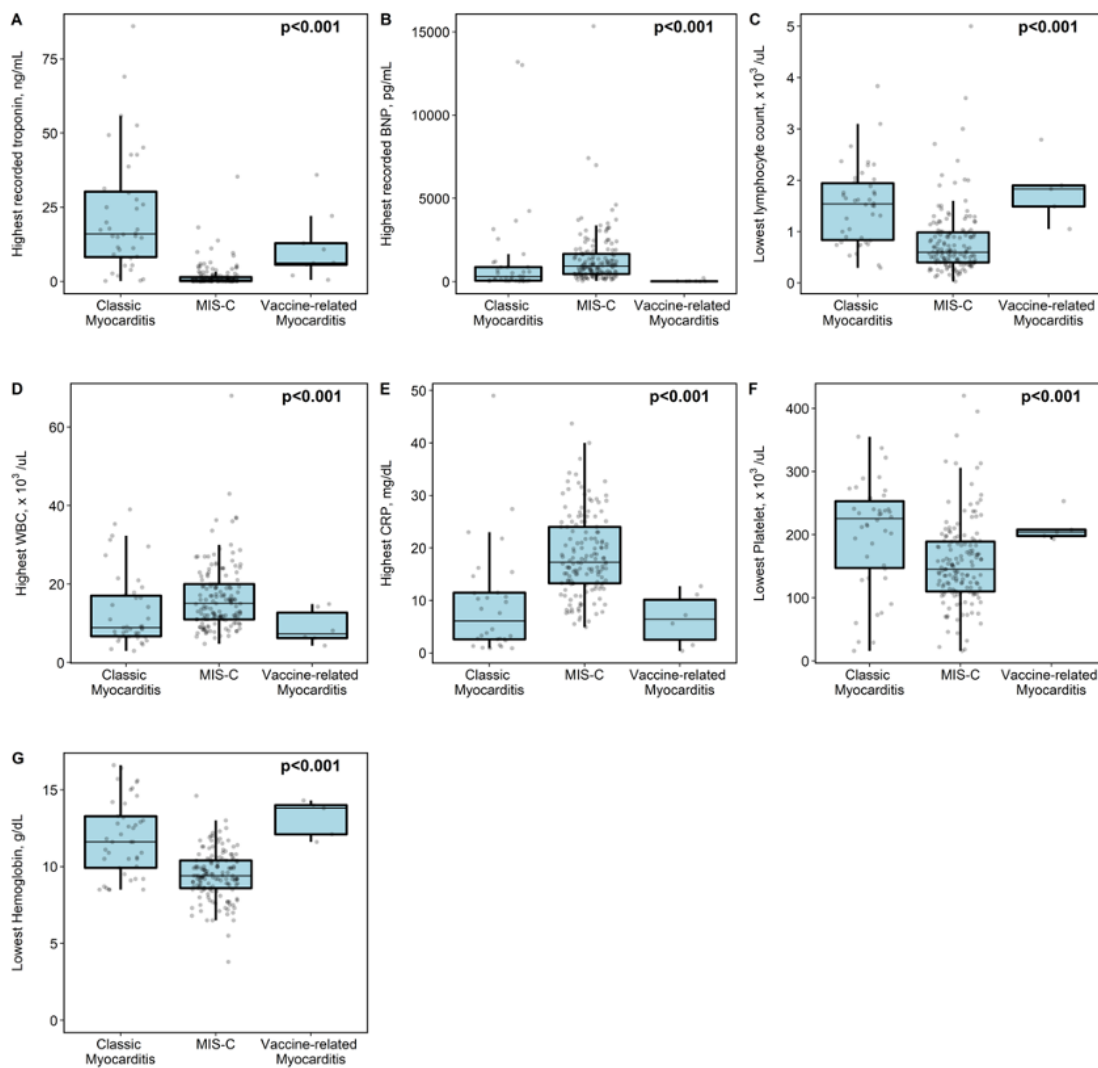 A
Highest recorded troponin, ng/mL
p<0.001
75
50
25
0
Classic
Myocarditis
MIS-C
Vaccine-related
Myocarditis
B
Highest recorded BNP, pg/mL
p<0.001
15000
10000
5000
0
Classic
Myocarditis
MIS-C
Vaccine-related
Myocarditis
C
Lowest lymphocyte count, x 10³ /uL
p<0.001
5
4
3
2
1
0
Classic
Myocarditis
MIS-C
Vaccine-related
Myocarditis
D
Highest WBC, x 10³ /uL
p<0.001
60
40
20
0
Classic
Myocarditis
MIS-C
Vaccine-related
Myocarditis
E
Highest CRP, mg/dL
p<0.001
50
40
30
20
10
0
Classic
Myocarditis
MIS-C
Vaccine-related
Myocarditis
F
Lowest Platelet, x 10³ /uL
p<0.001
400
300
200
100
0
Classic
Myocarditis
MIS-C
Vaccine-related
Myocarditis
G
Lowest Hemoglobin, g/dL
p<0.001
15
10
5
0
Classic
Myocarditis
MIS-C
Vaccine-related
Myocarditis